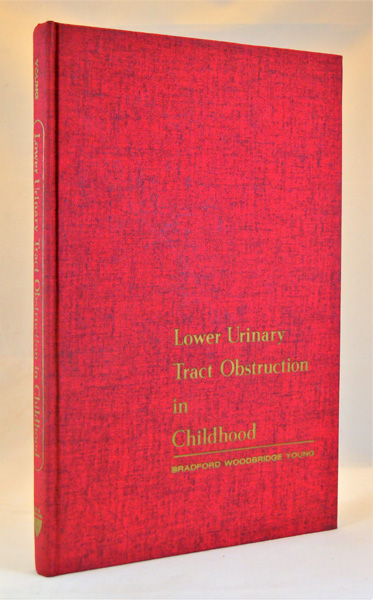 YOUNG
Lower Urinary Tract Obstruction in Childhood
Lower Urinary
Tract Obstruction
in
Childhood
BRADFORD WOODBRIDGE YOUNG